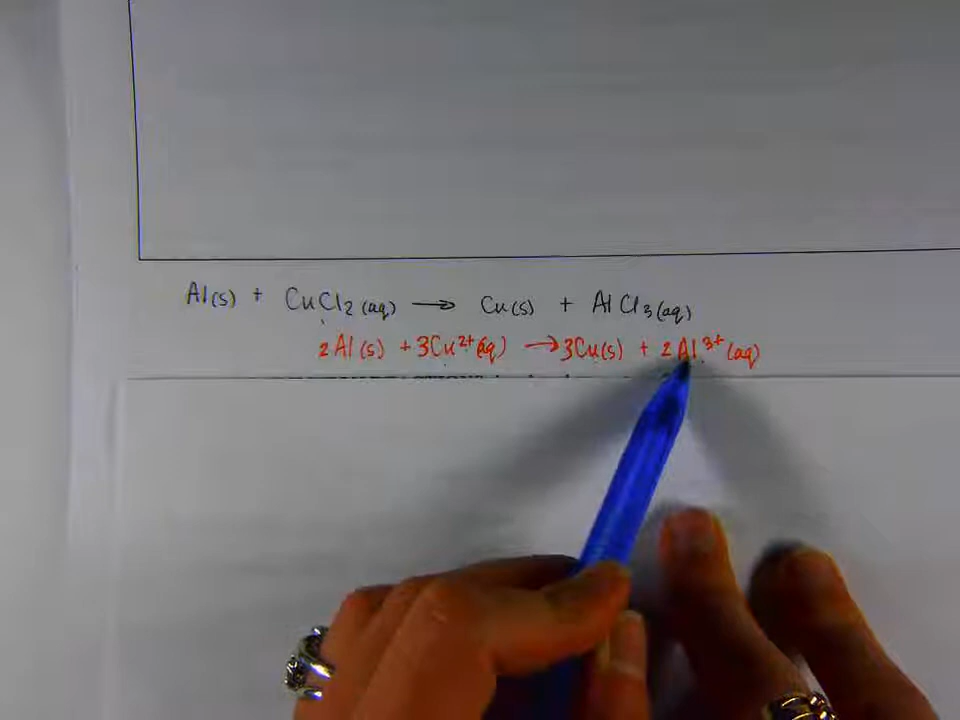 Al(s) + CuCl2(aq) → Cu(s) + AlCl3(aq)
2Al(s) + 3Cu2+(aq) → 3Cu(s) + 2Al3+(aq)